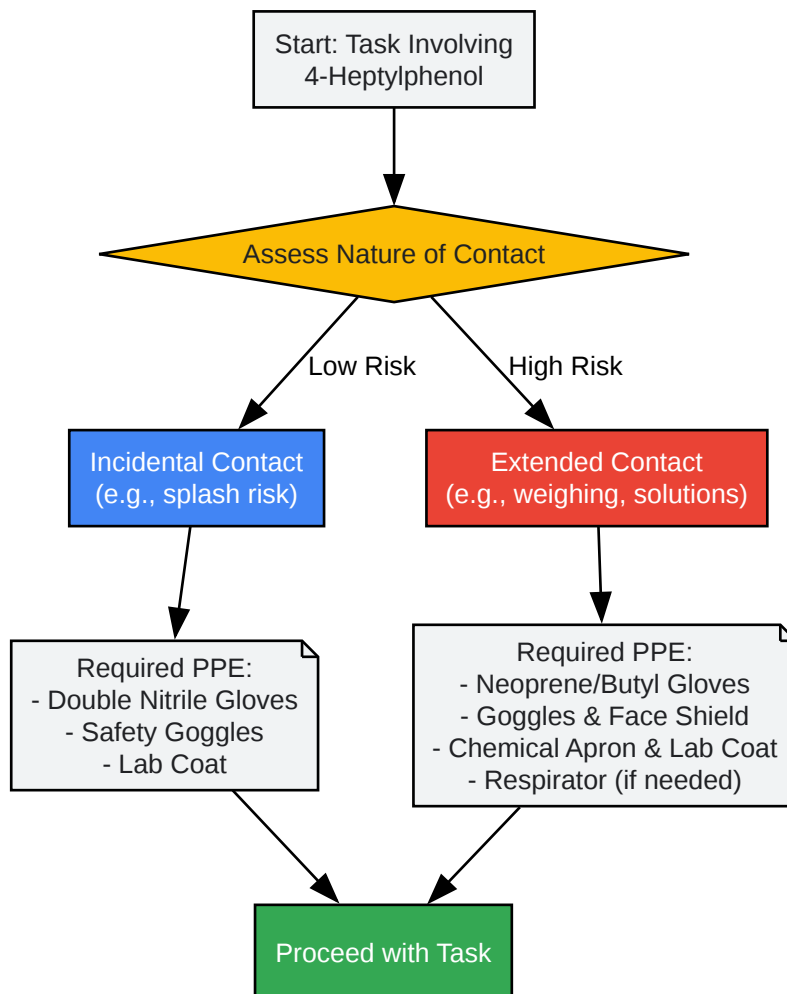 Start: Task Involving
4-Heptylphenol
Assess Nature of Contact
Low Risk
High Risk
Incidental Contact
(e.g., splash risk)
Extended Contact
(e.g., weighing, solutions)
Required PPE:
- Double Nitrile Gloves
- Safety Goggles
- Lab Coat
Required PPE:
- Neoprene/Butyl Gloves
- Goggles & Face Shield
- Chemical Apron & Lab Coat
- Respirator (if needed)
Proceed with Task